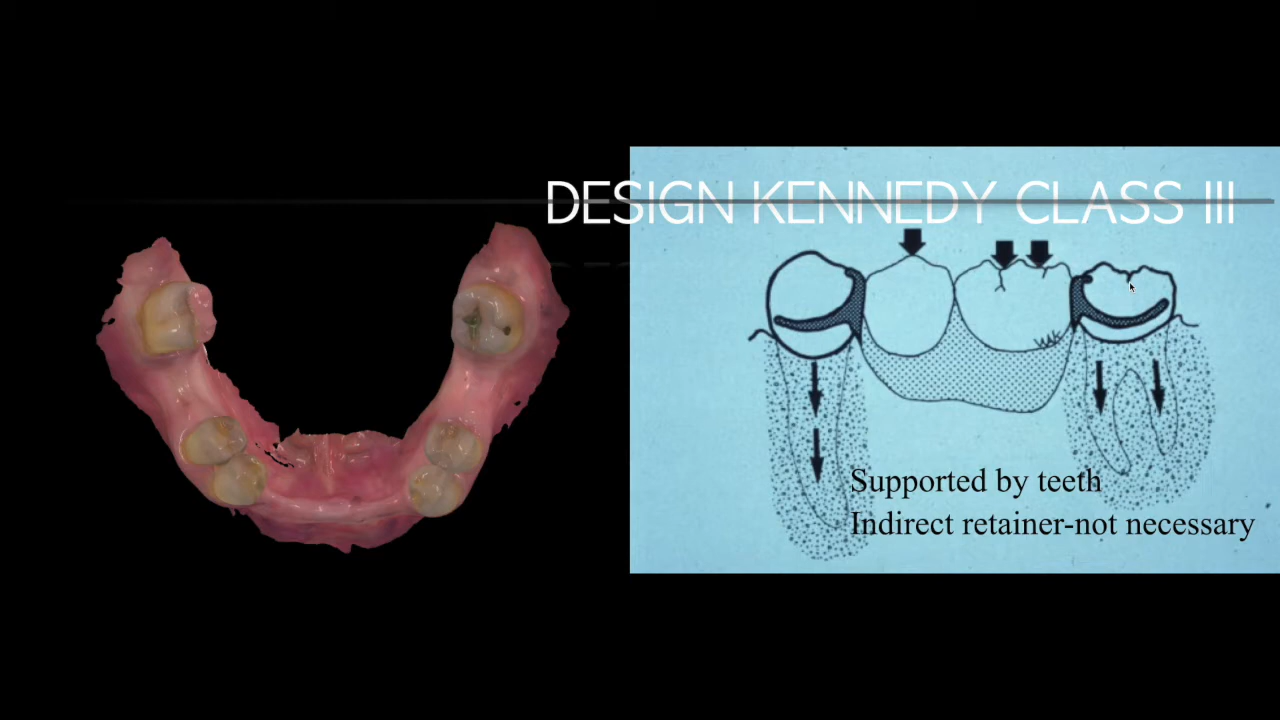 DESIGN KENNEDY CLASS III
Supported by teeth
Indirect retainer-not necessary